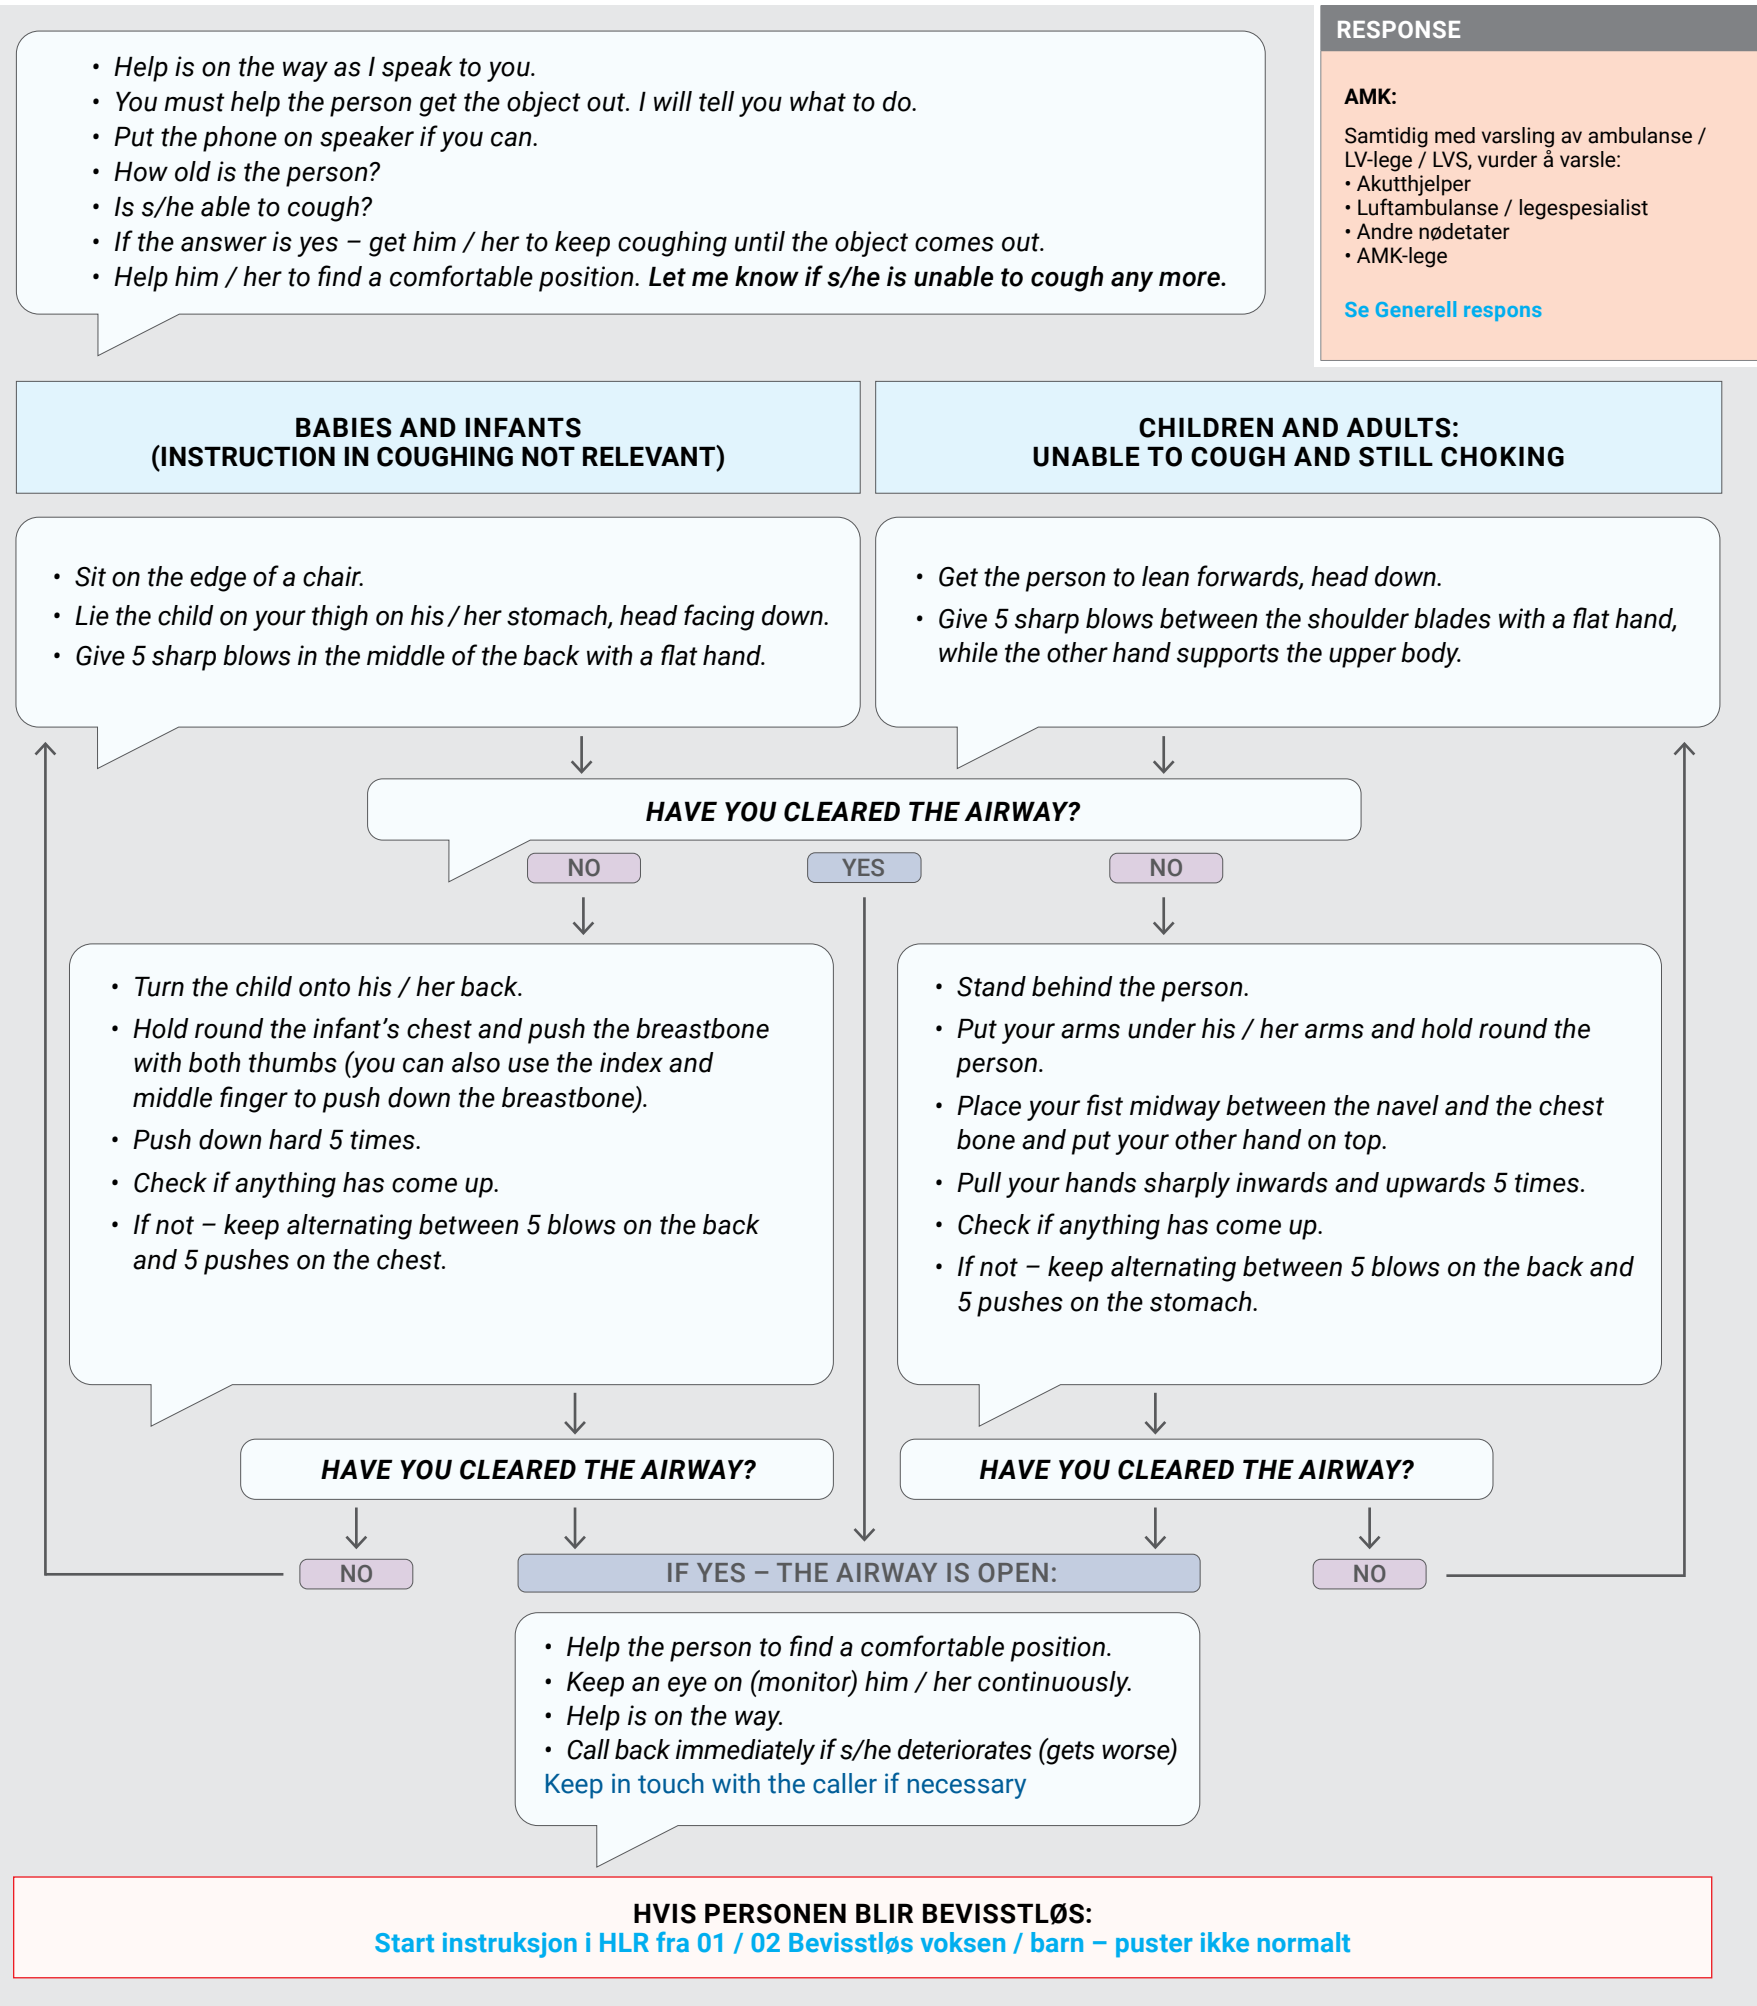 • Help is on the way as I speak to you.
• You must help the person get the object out. I will tell you what to do.
• Put the phone on speaker if you can.
• How old is the person?
• Is s/he able to cough?
• If the answer is yes – get him / her to keep coughing until the object comes out.
• Help him / her to find a comfortable position. Let me know if s/he is unable to cough any more.
RESPONSE
AMK:
Samtidig med varsling av ambulanse /
LV-lege / LVS, vurder å varsle:
• Akutthjelper
• Luftambulanse / legespesialist
• Andre nødetater
• AMK-lege
Se Generell respons
BABIES AND INFANTS
(INSTRUCTION IN COUGHING NOT RELEVANT)
CHILDREN AND ADULTS:
UNABLE TO COUGH AND STILL CHOKING
• Sit on the edge of a chair.
• Lie the child on your thigh on his / her stomach, head facing down.
• Give 5 sharp blows in the middle of the back with a flat hand.
• Get the person to lean forwards, head down.
• Give 5 sharp blows between the shoulder blades with a flat hand,
while the other hand supports the upper body.
HAVE YOU CLEARED THE AIRWAY?
NO
YES
NO
• Turn the child onto his / her back.
• Hold round the infant's chest and push the breastbone
with both thumbs (you can also use the index and
middle finger to push down the breastbone).
• Push down hard 5 times.
• Check if anything has come up.
• If not – keep alternating between 5 blows on the back
and 5 pushes on the chest.
• Stand behind the person.
• Put your arms under his / her arms and hold round the
person.
• Place your fist midway between the navel and the chest
bone and put your other hand on top.
• Pull your hands sharply inwards and upwards 5 times.
• Check if anything has come up.
• If not – keep alternating between 5 blows on the back and
5 pushes on the stomach.
HAVE YOU CLEARED THE AIRWAY?
HAVE YOU CLEARED THE AIRWAY?
NO
IF YES – THE AIRWAY IS OPEN:
NO
• Help the person to find a comfortable position.
• Keep an eye on (monitor) him / her continuously.
• Help is on the way.
• Call back immediately if s/he deteriorates (gets worse)
Keep in touch with the caller if necessary
HVIS PERSONEN BLIR BEVISSTLØS:
Start instruksjon i HLR fra 01 / 02 Bevisstløs voksen / barn – puster ikke normalt